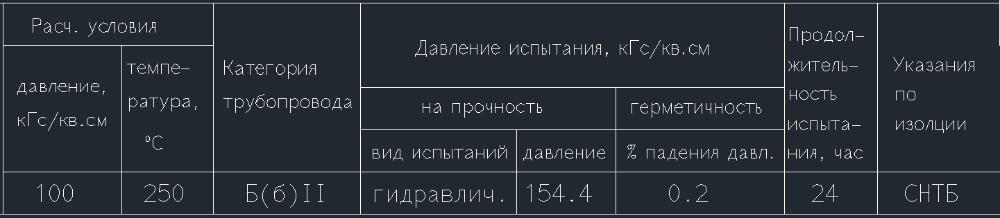 Расч. условия
давление,
кГс/кв.см
темпе-
ратура,
°С
Категория
трубопровода
Давление испытания, кГс/кв.см
на прочность
герметичность
вид испытаний
давление
% падения давл.
Продол-
житель-
ность
испыта-
ния, час
Указания
по
изолции
100
250
Б(б)II
гидравлич.
154.4
0.2
24
СНТБ